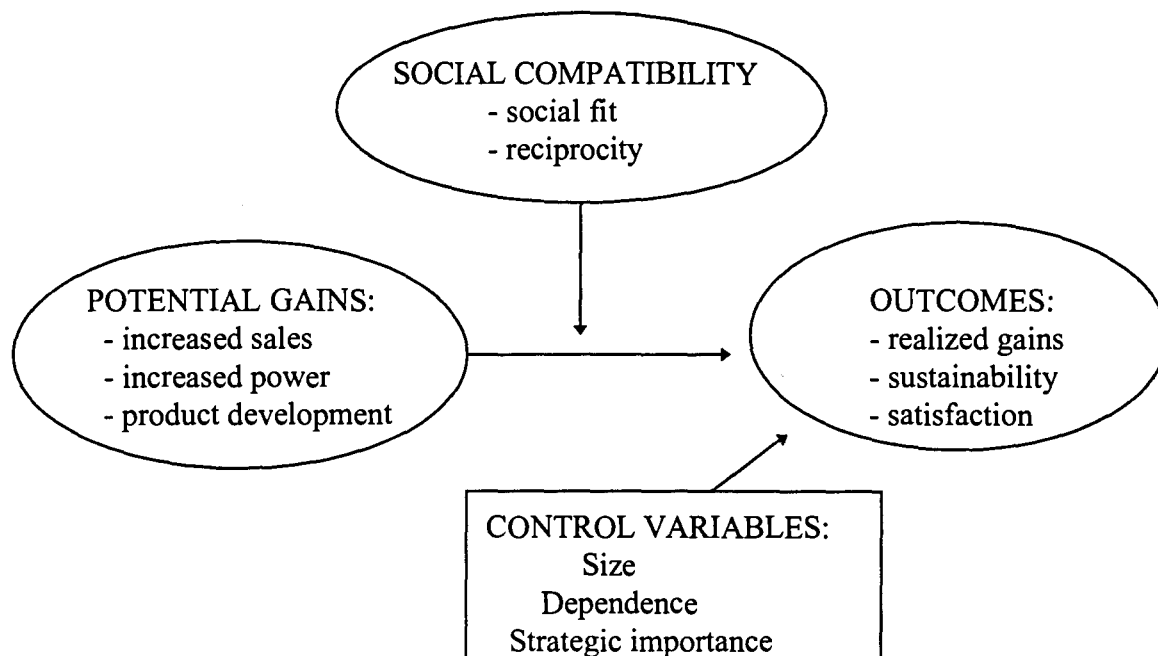 SOCIAL COMPATIBILITY
- social fit
- reciprocity
POTENTIAL GAINS:
- increased sales
- increased power
- product development
OUTCOMES:
- realized gains
- sustainability
- satisfaction
CONTROL VARIABLES:
Size
Dependence
Strategic importance